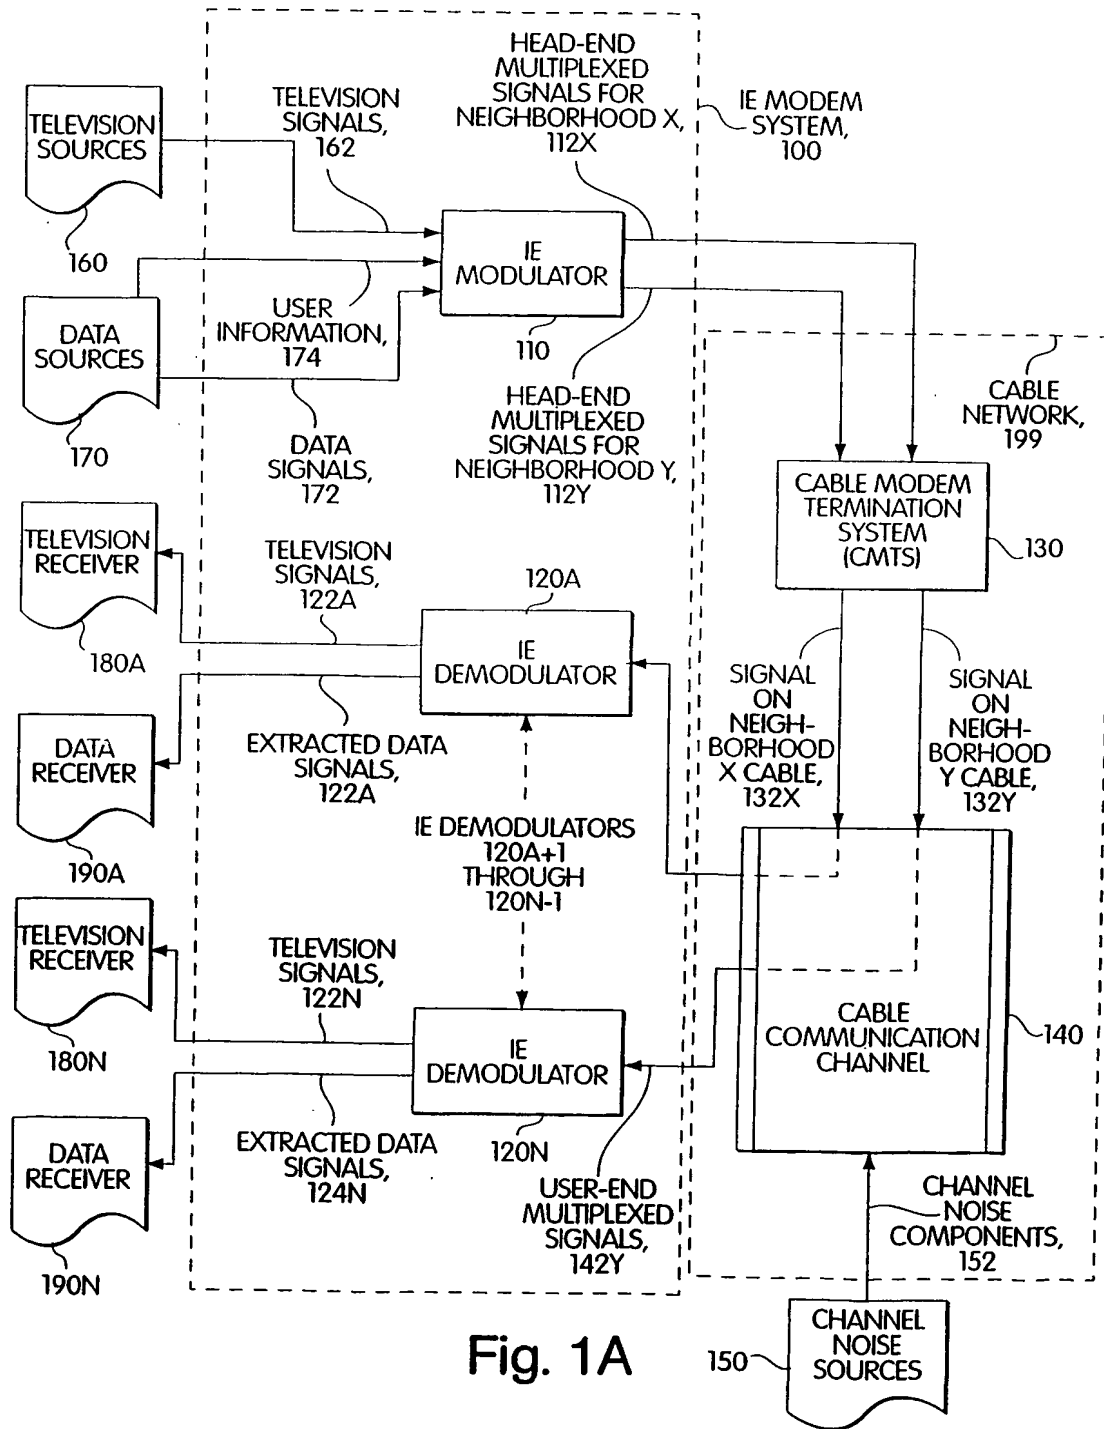 HEAD-END
MULTIPLEXED
SIGNALS FOR
NEIGHBORHOOD X,
112X
TELEVISION
SIGNALS,
162
IE MODEM
SYSTEM,
100
TELEVISION
SOURCES
160
IE
MODULATOR
110
DATA
SOURCES
170
USER
INFORMATION,
174
DATA
SIGNALS,
172
HEAD-END
MULTIPLEXED
SIGNALS FOR
NEIGHBORHOOD Y,
112Y
CABLE
NETWORK,
199
CABLE MODEM
TERMINATION
SYSTEM
(CMTS)
130
TELEVISION
RECEIVER
180A
TELEVISION
SIGNALS,
122A
120A
IE
DEMODULATOR
SIGNAL
ON
NEIGH-
BORHOOD
X CABLE,
132X
SIGNAL
ON
NEIGH-
BORHOOD
Y CABLE,
132Y
DATA
RECEIVER
190A
EXTRACTED DATA
SIGNALS,
122A
IE DEMODULATORS
120A+1
THROUGH
120N-1
TELEVISION
RECEIVER
180N
TELEVISION
SIGNALS,
122N
IE
DEMODULATOR
120N
CABLE
COMMUNICATION
CHANNEL
140
DATA
RECEIVER
190N
EXTRACTED DATA
SIGNALS,
124N
USER-END
MULTIPLEXED
SIGNALS,
142Y
CHANNEL
NOISE
COMPONENTS,
152
CHANNEL
NOISE
SOURCES
150
Fig. 1A